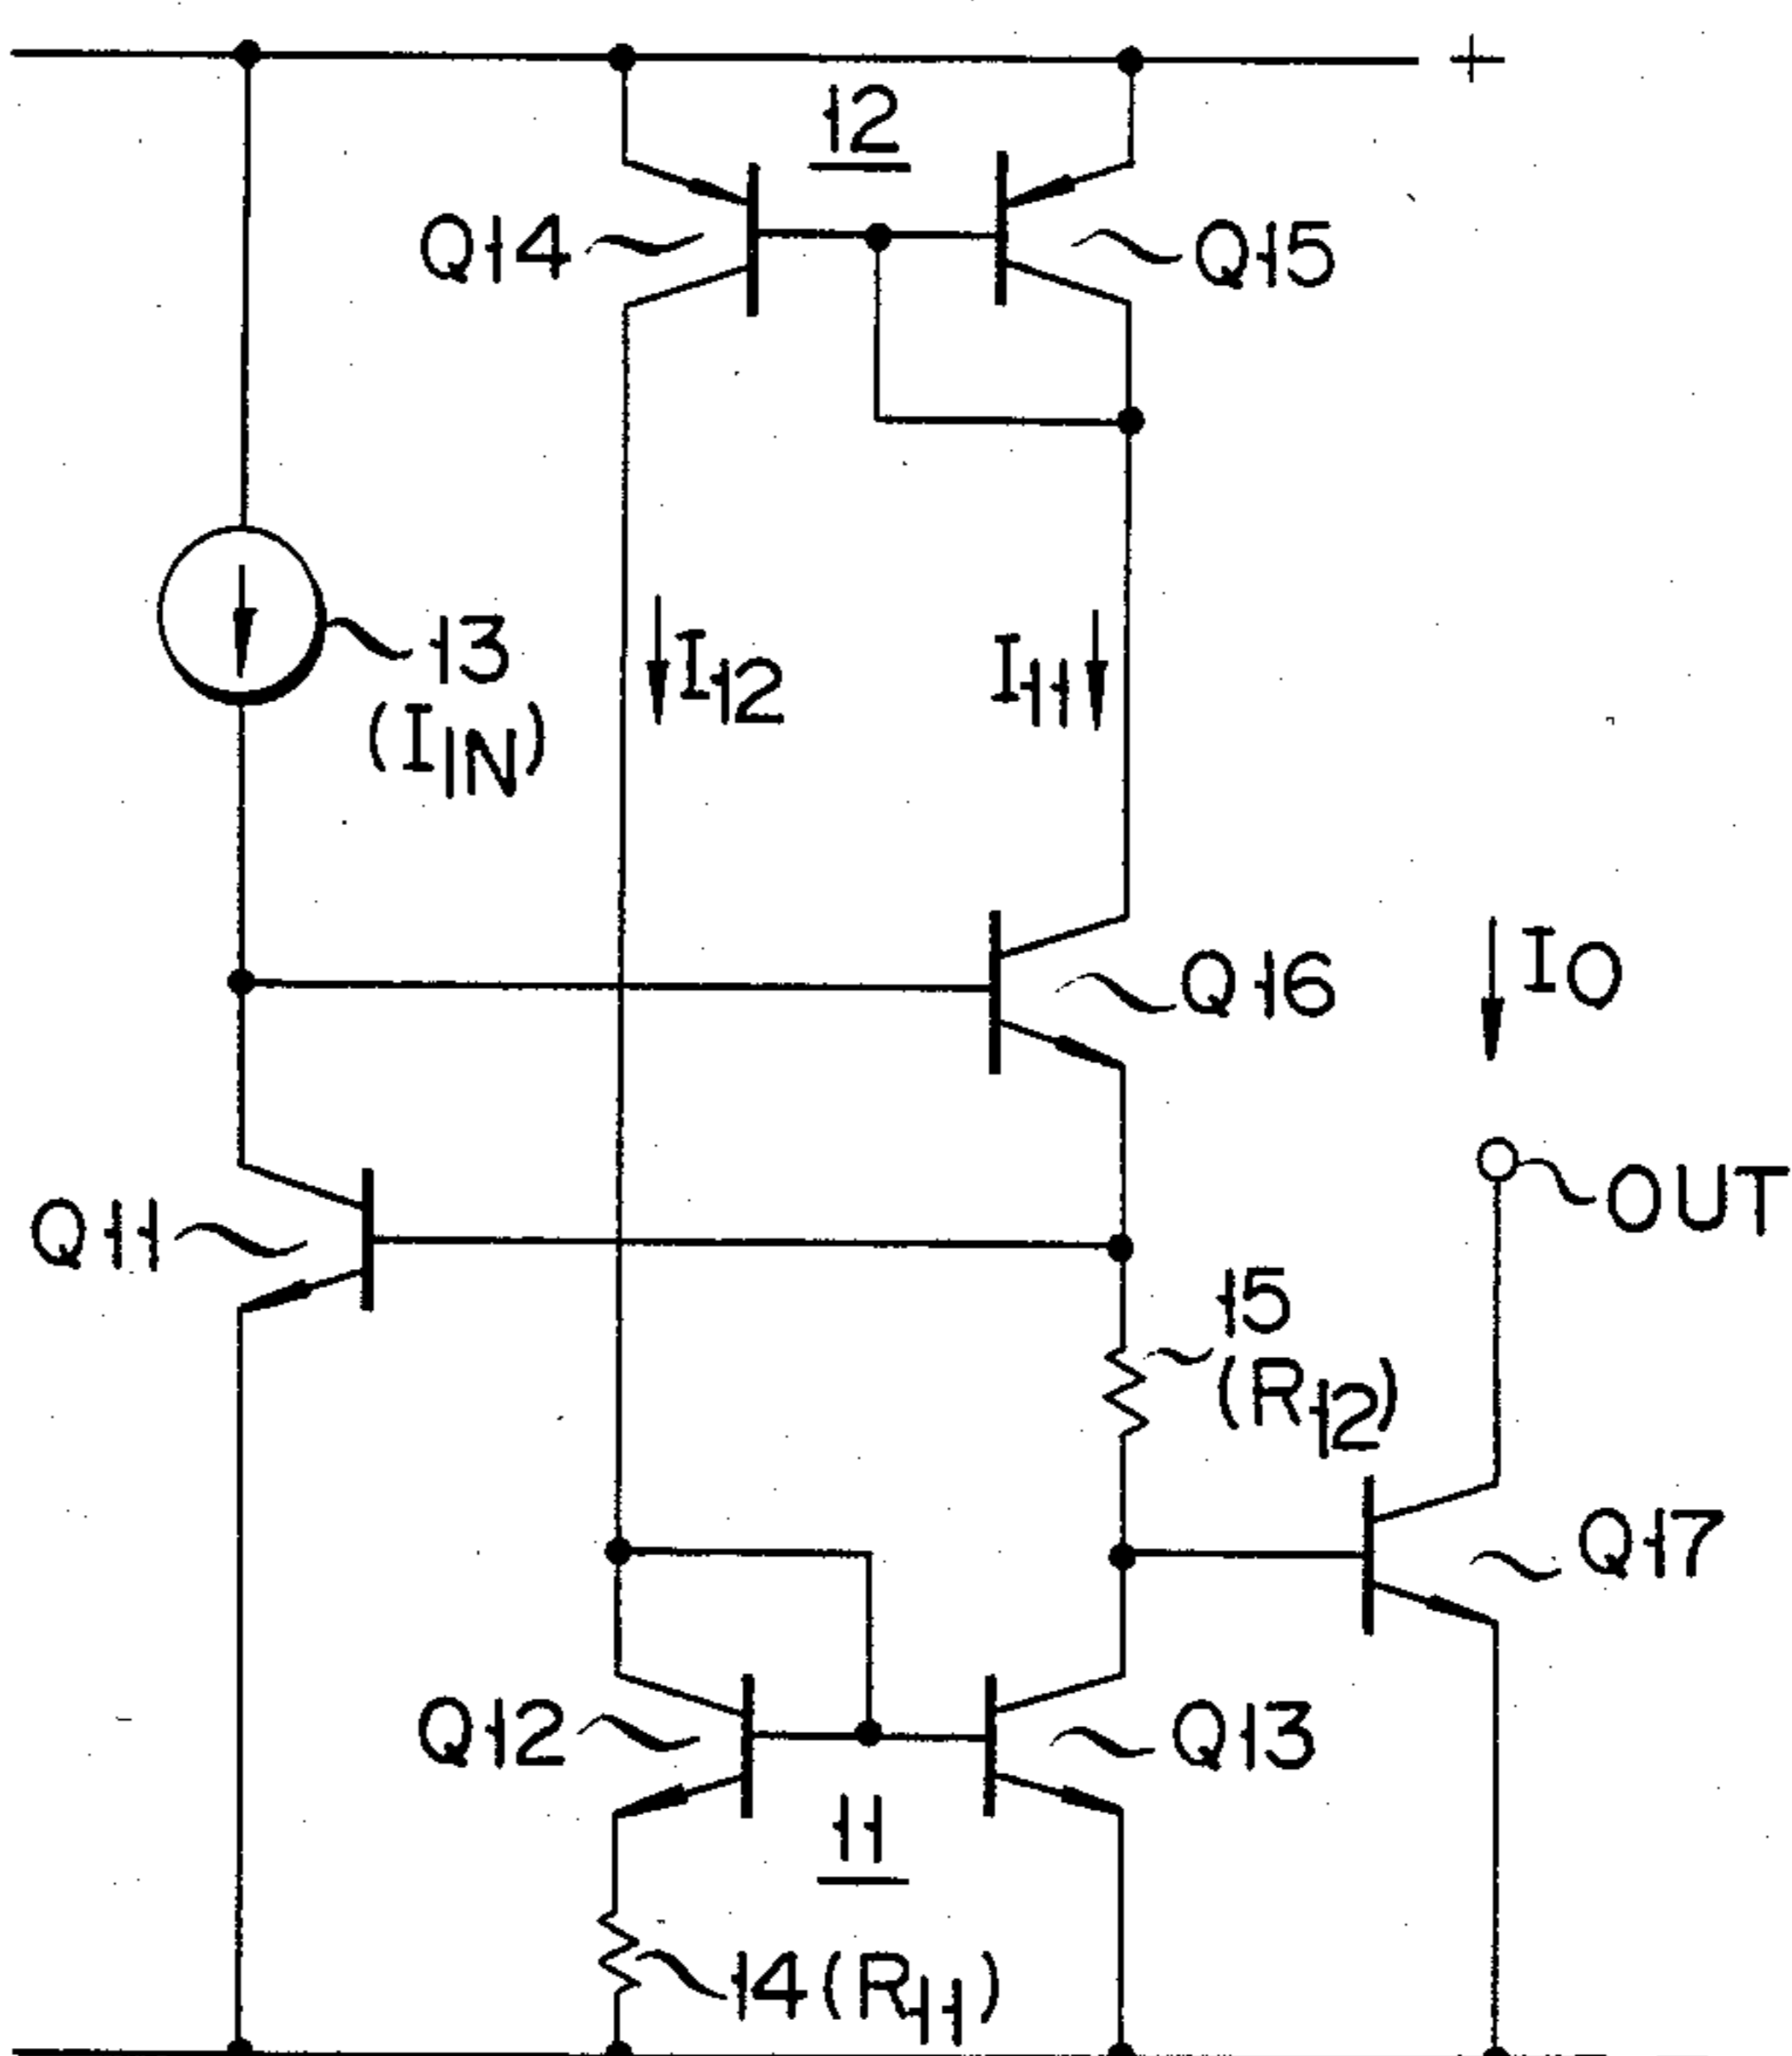 +
12
Q14
Q15
13
(IIN)
I12
I11
Q16
IO
Q11
OUT
15
(R12)
Q17
Q12
Q13
11
14(R11)